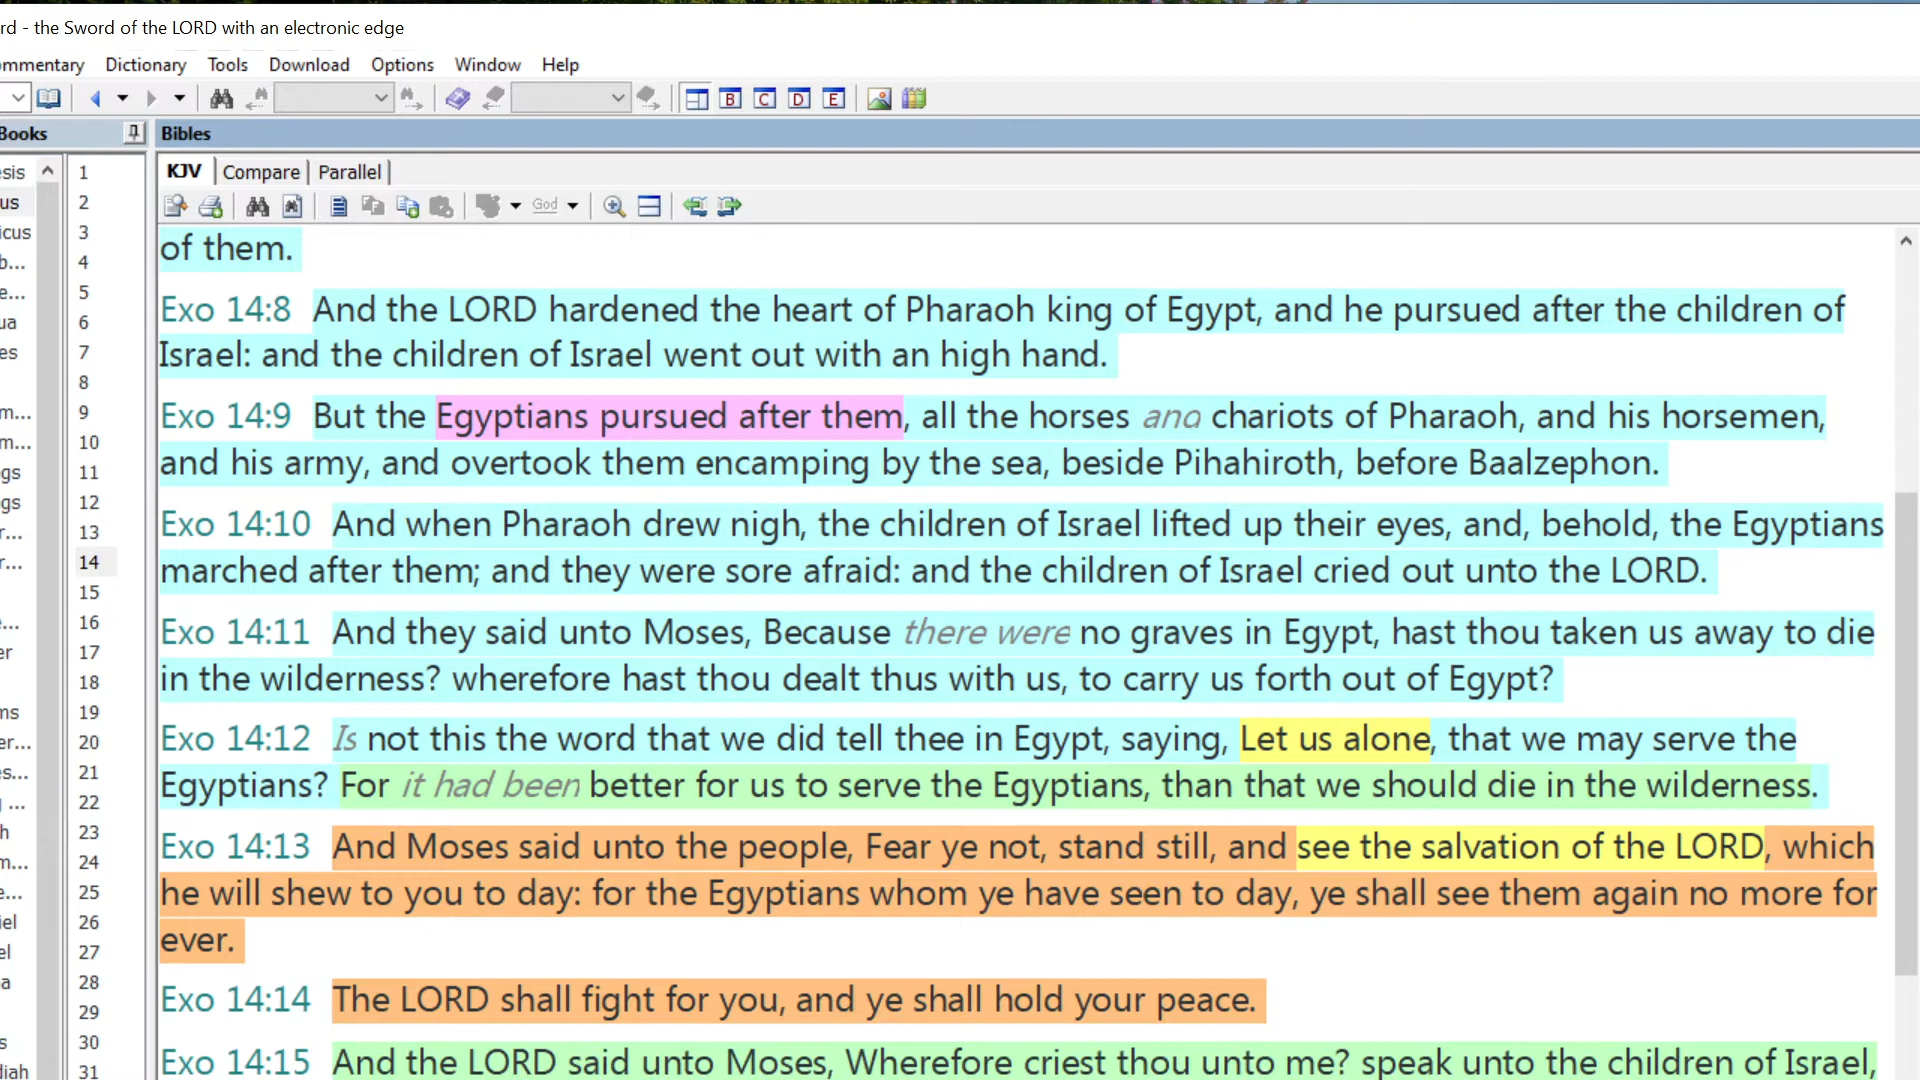 rd - the Sword of the LORD with an electronic edge
ommentary Dictionary Tools Download Options Window Help
B C D E
Books
Bibles
KJV Compare Parallel
God
esis
us
icus
b...
e...
ua
es
m...
m...
gs
gs
r...
r...
e...
er
ms
er...
es...
g ...
h
m...
e...
iel
el
a
s
diah
1
2
3
4
5
6
7
8
9
10
11
12
13
14
15
16
17
18
19
20
21
22
23
24
25
26
27
28
29
30
31
of them.
Exo 14:8 And the LORD hardened the heart of Pharaoh king of Egypt, and he pursued after the children of
Israel: and the children of Israel went out with an high hand.
Exo 14:9 But the Egyptians pursued after them, all the horses and chariots of Pharaoh, and his horsemen,
and his army, and overtook them encamping by the sea, beside Pihahiroth, before Baalzephon.
Exo 14:10 And when Pharaoh drew nigh, the children of Israel lifted up their eyes, and, behold, the Egyptians
marched after them; and they were sore afraid: and the children of Israel cried out unto the LORD.
Exo 14:11 And they said unto Moses, Because there were no graves in Egypt, hast thou taken us away to die
in the wilderness? wherefore hast thou dealt thus with us, to carry us forth out of Egypt?
Exo 14:12 Is not this the word that we did tell thee in Egypt, saying, Let us alone, that we may serve the
Egyptians? For it had been better for us to serve the Egyptians, than that we should die in the wilderness.
Exo 14:13 And Moses said unto the people, Fear ye not, stand still, and see the salvation of the LORD, which
he will shew to you to day: for the Egyptians whom ye have seen to day, ye shall see them again no more for
ever.
Exo 14:14 The LORD shall fight for you, and ye shall hold your peace.
Exo 14:15 And the LORD said unto Moses, Wherefore criest thou unto me? speak unto the children of Israel,